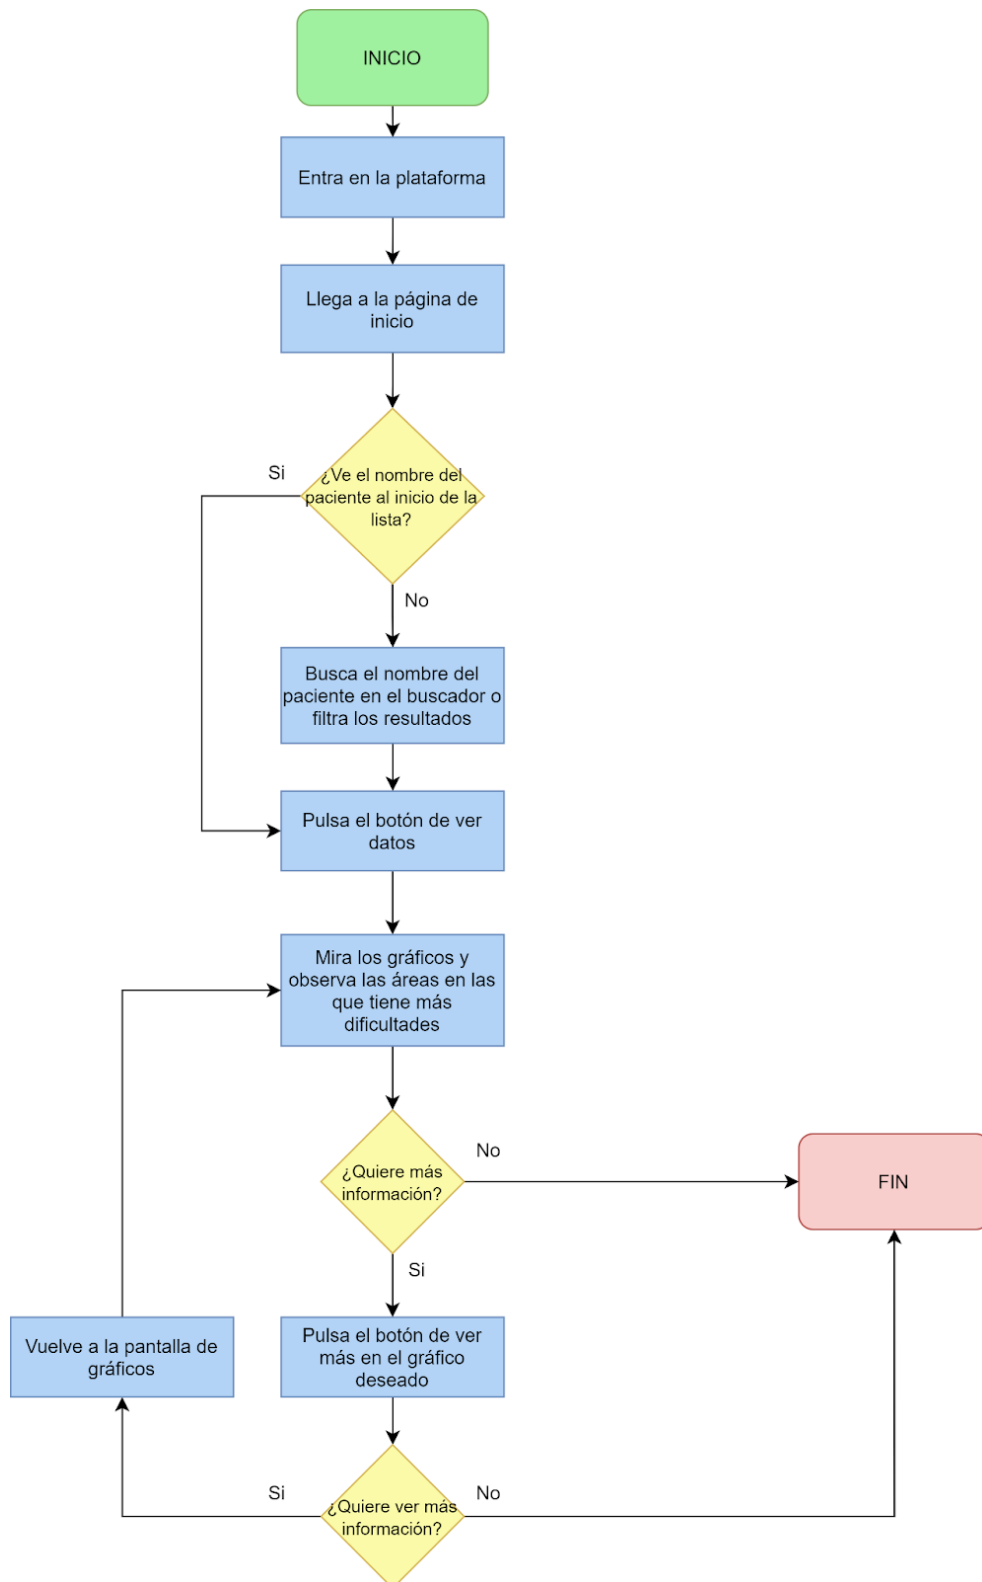 INICIO
Entra en la plataforma
Llega a la página de
inicio
¿Ve el nombre del
paciente al inicio de la
lista?
Si
No
Busca el nombre del
paciente en el buscador o
filtra los resultados
Pulsa el botón de ver
datos
Mira los gráficos y
observa las áreas en las
que tiene más
dificultades
¿Quiere más
información?
No
FIN
Si
Pulsa el botón de ver
más en el gráfico
deseado
Vuelve a la pantalla de
gráficos
¿Quiere ver más
información?
Si
No